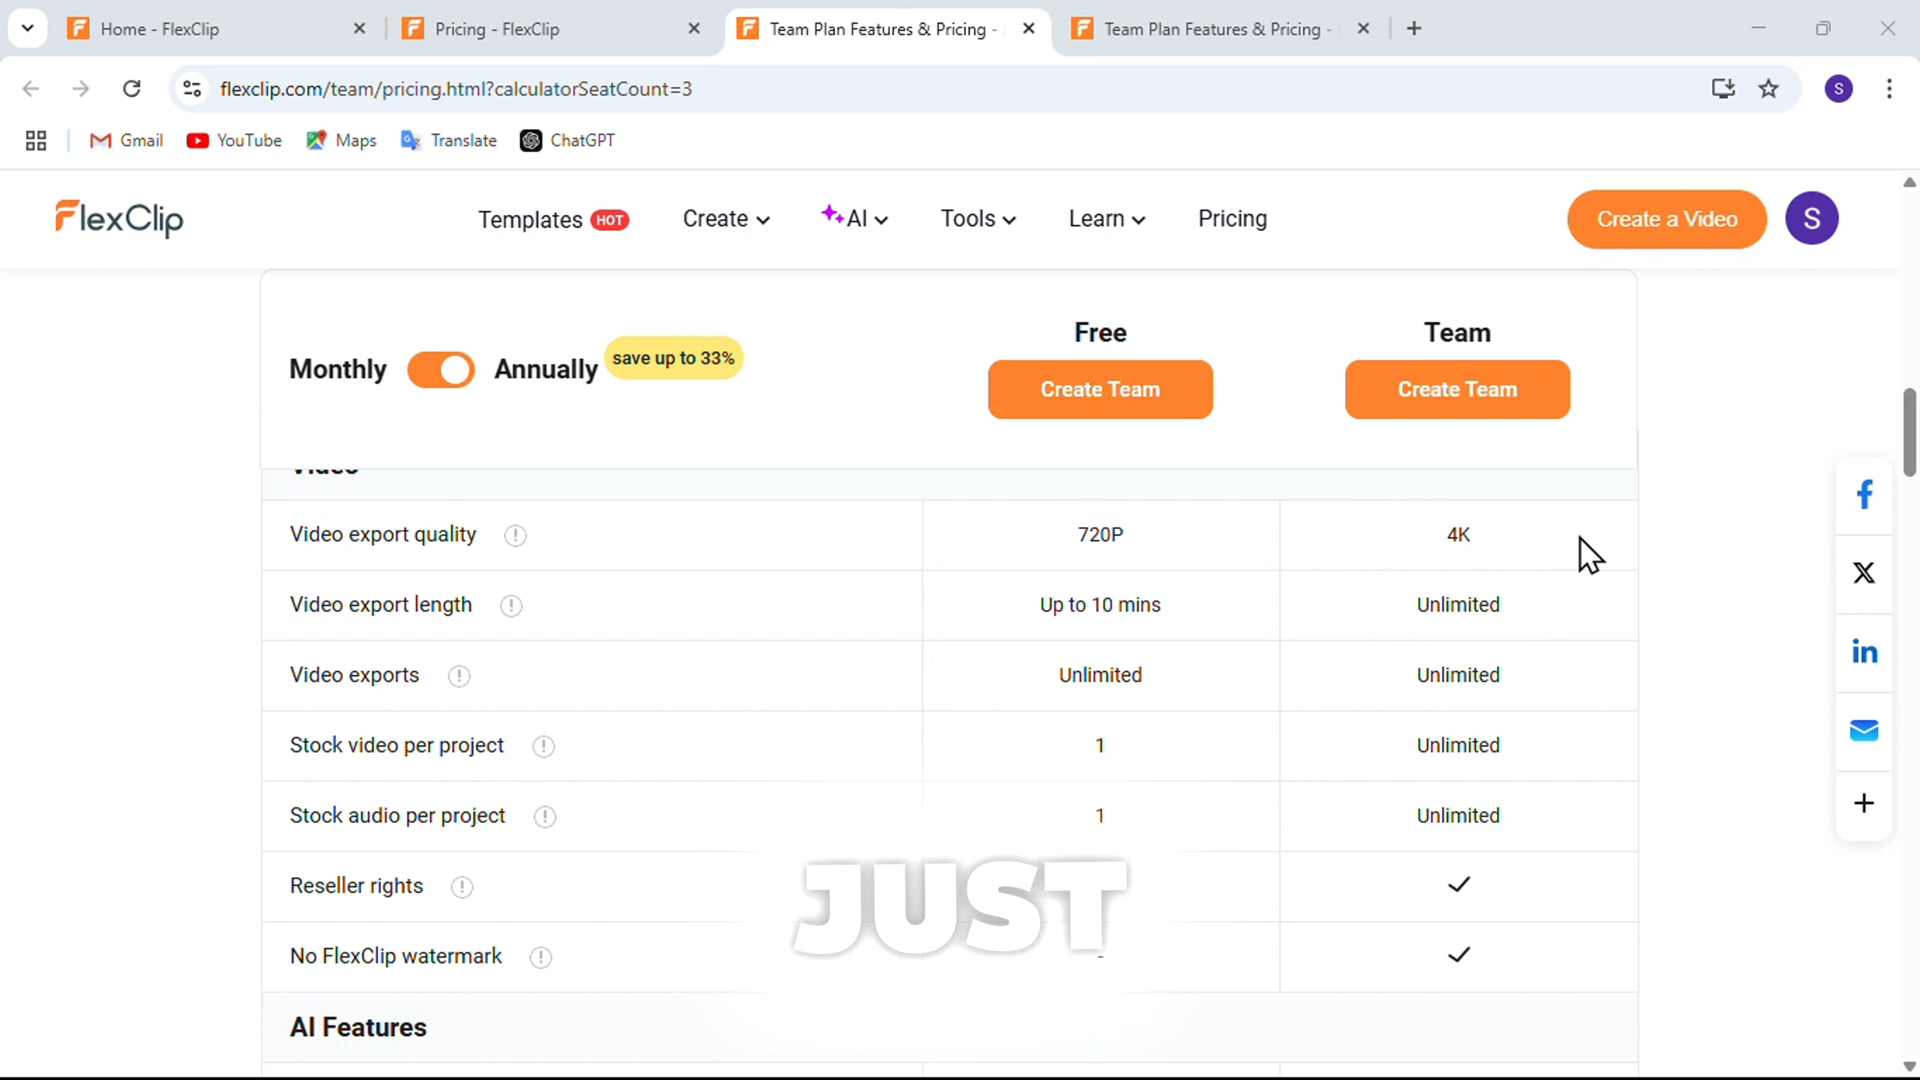 Home - FlexClip
Pricing - FlexClip
Team Plan Features & Pricing -
Team Plan Features & Pricing -
flexclip.com/team/pricing.html?calculatorSeatCount=3
S
Gmail
YouTube
Maps
Translate
ChatGPT
FlexClip
Templates HOT
Create
AI
Tools
Learn
Pricing
Create a Video
S
Monthly
Annually
save up to 33%
Free
Create Team
Team
Create Team
Video
Video export quality 720P 4K
Video export length Up to 10 mins Unlimited
Video exports Unlimited Unlimited
Stock video per project 1 Unlimited
Stock audio per project 1 Unlimited
Reseller rights
No FlexClip watermark -
JUST
AI Features